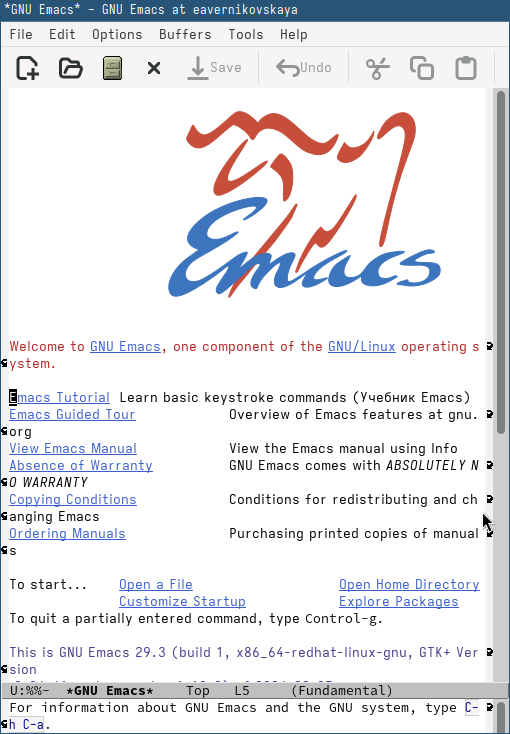 *GNU Emacs* – GNU Emacs at eavernikovskaya
File Edit Options Buffers Tools Help
Save Undo
Emacs
Welcome to GNU Emacs, one component of the GNU/Linux operating s
ystem.
Emacs Tutorial Learn basic keystroke commands (Учебник Emacs)
Emacs Guided Tour Overview of Emacs features at gnu.
org
View Emacs Manual View the Emacs manual using Info
Absence of Warranty GNU Emacs comes with ABSOLUTELY N
O WARRANTY
Copying Conditions Conditions for redistributing and ch
anging Emacs
Ordering Manuals Purchasing printed copies of manual
s
To start... Open a File Open Home Directory
Customize Startup Explore Packages
To quit a partially entered command, type Control-g.
This is GNU Emacs 29.3 (build 1, x86_64-redhat-linux-gnu, GTK+ Ver
sion
U:%%- *GNU Emacs* Top L5 (Fundamental)
For information about GNU Emacs and the GNU system, type C-
h C-a.